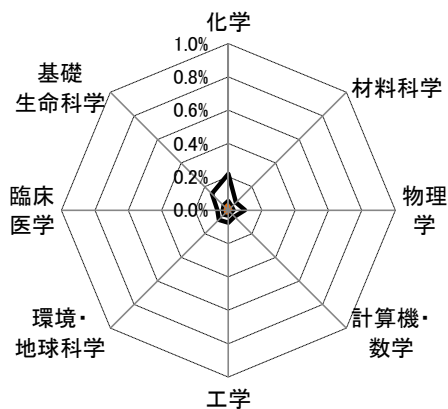 化学
1.0%
0.8%
0.6%
0.4%
0.2%
0.0%
材料科学
物理
学
計算機・
数学
工学
環境・
地球科学
臨床
医学
基礎
生命科学